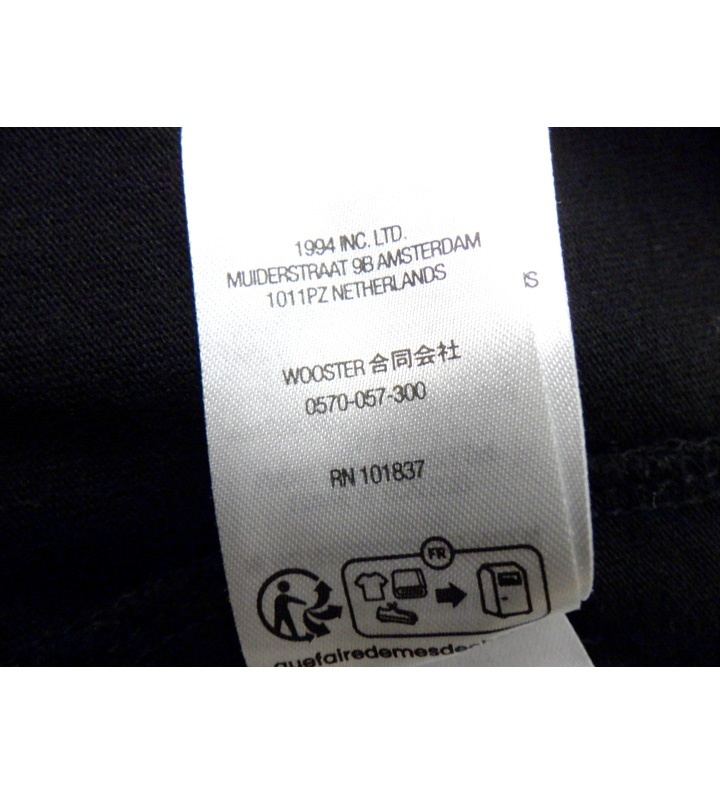 1994 INC. LTD.
MUIDERSTRAAT 9B AMSTERDAM
1011PZ NETHERLANDS
IS
WOOSTER 合同会社
0570-057-300
RN 101837
FR